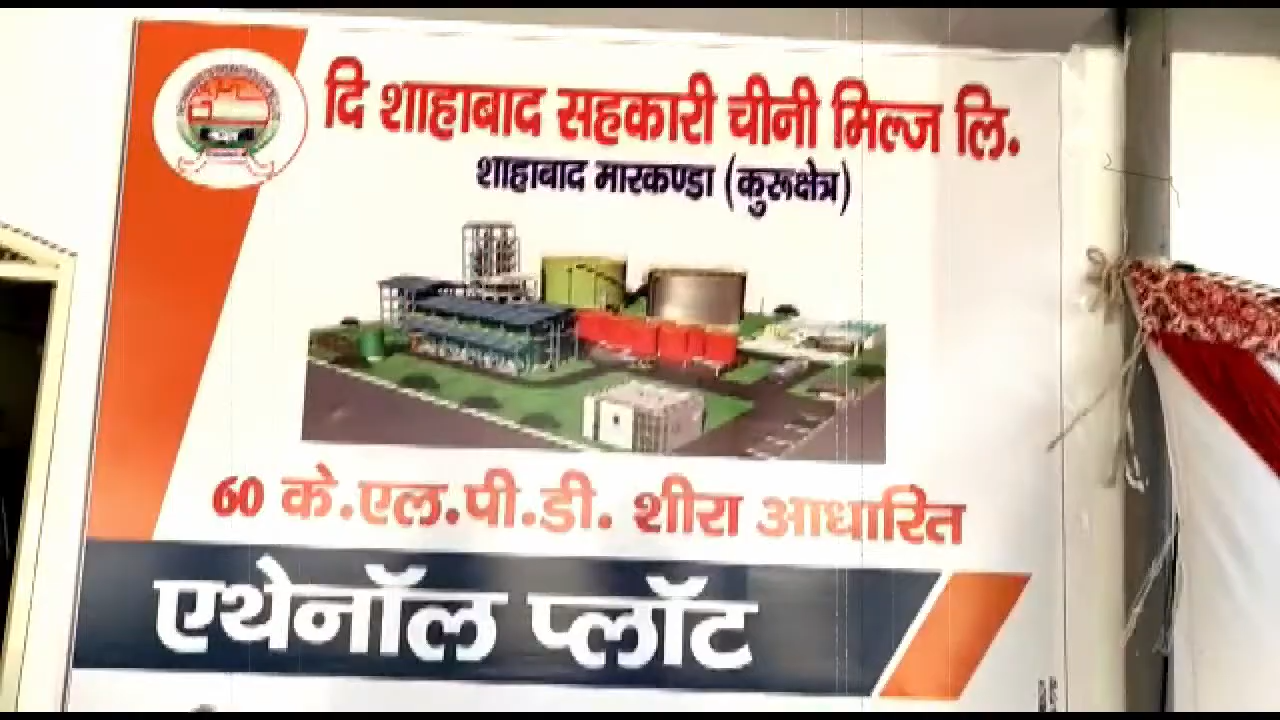 दि शाहाबाद सहकारी चीनी मिल्ज लि.
शाहाबाद मारकण्डा (कुरूक्षेत्र)
60 के.एल.पी.डी. शीरा आधारित
एथेनॉल प्लॉट